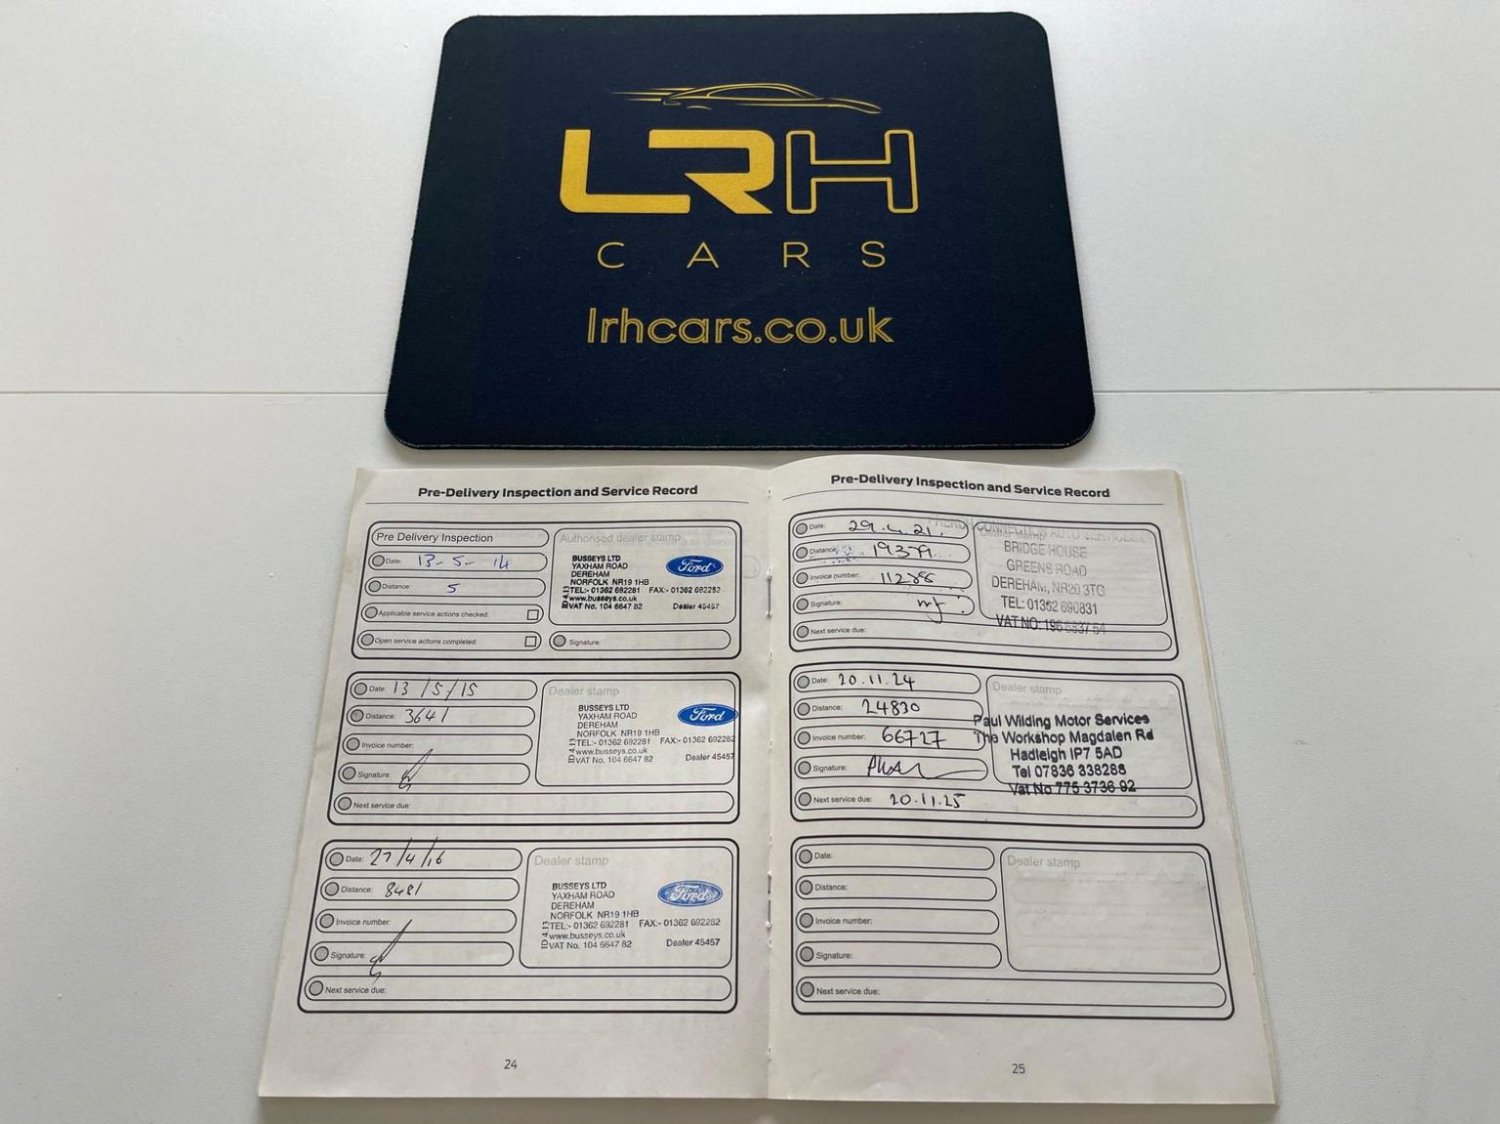 LRH
CARS
lrhcars.co.uk
Pre-Delivery Inspection and Service Record
Pre Delivery Inspection
Date: 13-5-14
Distance: 5
Applicable service actions checked:
Open service actions completed:
Authorised dealer stamp
BUSSEYS LTD
YAXHAM ROAD
DEREHAM
NORFOLK NR19 1HB
TEL:- 01362 692281 FAX:- 01362 692282
www.busseys.co.uk
VAT No. 104 6647 82 Dealer 45457
Ford
Signature:
Date: 13/5/15
Distance: 3641
Invoice number:
Signature:
Next service due:
Dealer stamp
BUSSEYS LTD
YAXHAM ROAD
DEREHAM
NORFOLK NR19 1HB
TEL:- 01362 692281 FAX:- 01362 692282
www.busseys.co.uk
VAT No. 104 6647 82 Dealer 45457
Ford
Date: 27/4/16
Distance: 8481
Invoice number:
Signature:
Next service due:
Dealer stamp
BUSSEYS LTD
YAXHAM ROAD
DEREHAM
NORFOLK NR19 1HB
TEL:- 01362 692281 FAX:- 01362 692282
www.busseys.co.uk
VAT No. 104 6647 82 Dealer 45457
Ford
24
Pre-Delivery Inspection and Service Record
Date: 29.4.21.
Distance: 19379
Invoice number: 11288
Signature:
Next service due:
Dealer stamp
FRENCH CONNECTION AUTO
BRIDGE HOUSE
GREENS ROAD
DEREHAM, NR20 3TG
TEL: 01362 690831
VAT NO:
Date: 20.11.24
Distance: 24830
Invoice number: 66727
Signature:
Next service due: 20.11.25
Dealer stamp
Paul Wilding Motor Services
The Workshop Magdalen Rd
Hadleigh IP7 5AD
Tel 07836 338288
Vat No 775 3736 92
Date:
Distance:
Invoice number:
Signature:
Next service due:
Dealer stamp
25